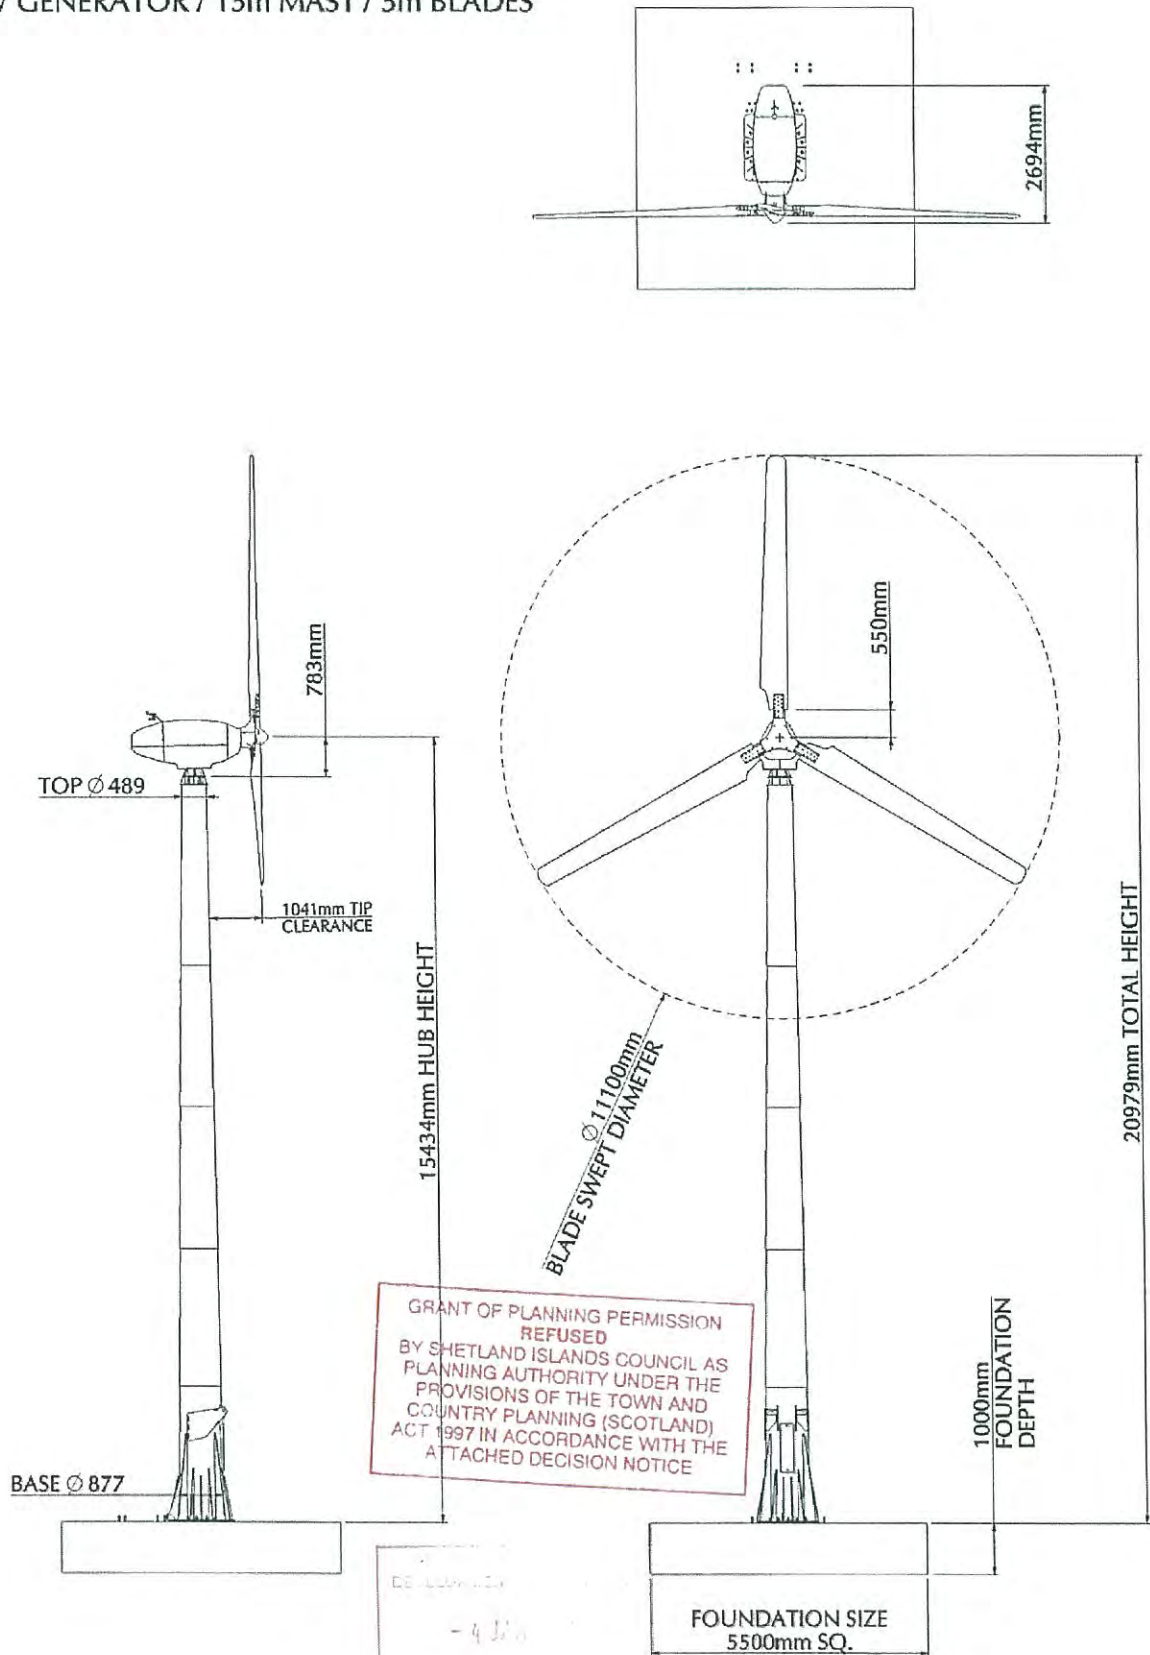 GENERATOR / 15m MAST / 5m BLADES
2694mm
783mm
550mm
TOP Ø 489
1041mm TIP
CLEARANCE
15434mm HUB HEIGHT
Ø 11100mm
BLADE SWEPT DIAMETER
20979mm TOTAL HEIGHT
GRANT OF PLANNING PERMISSION
REFUSED
BY SHETLAND ISLANDS COUNCIL AS
PLANNING AUTHORITY UNDER THE
PROVISIONS OF THE TOWN AND
COUNTRY PLANNING (SCOTLAND)
ACT 1997 IN ACCORDANCE WITH THE
ATTACHED DECISION NOTICE
1000mm
FOUNDATION
DEPTH
BASE Ø 877
FOUNDATION SIZE
5500mm SQ.